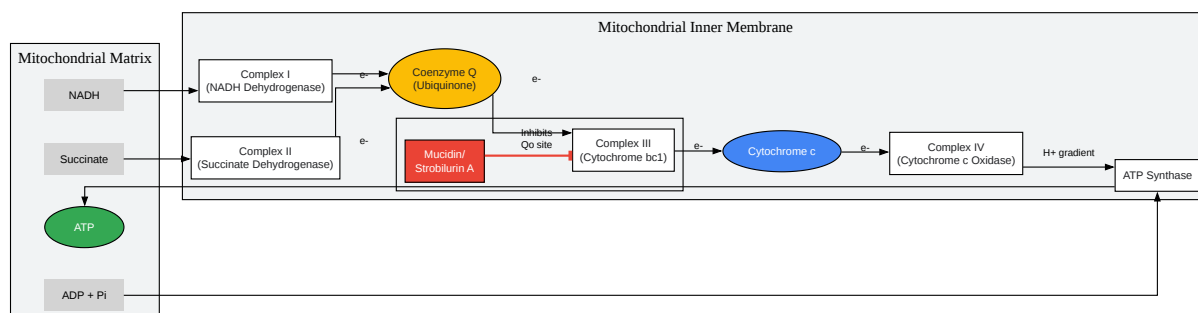 Mitochondrial Inner Membrane
Mitochondrial Matrix
NADH
Succinate
ATP
ADP + Pi
Complex I
(NADH Dehydrogenase)
e-
Complex II
(Succinate Dehydrogenase)
e-
Coenzyme Q
(Ubiquinone)
e-
Mucidin/
Strobilurin A
Inhibits
Qo site
Complex III
(Cytochrome bc1)
e-
Cytochrome c
e-
Complex IV
(Cytochrome c Oxidase)
H+ gradient
ATP Synthase